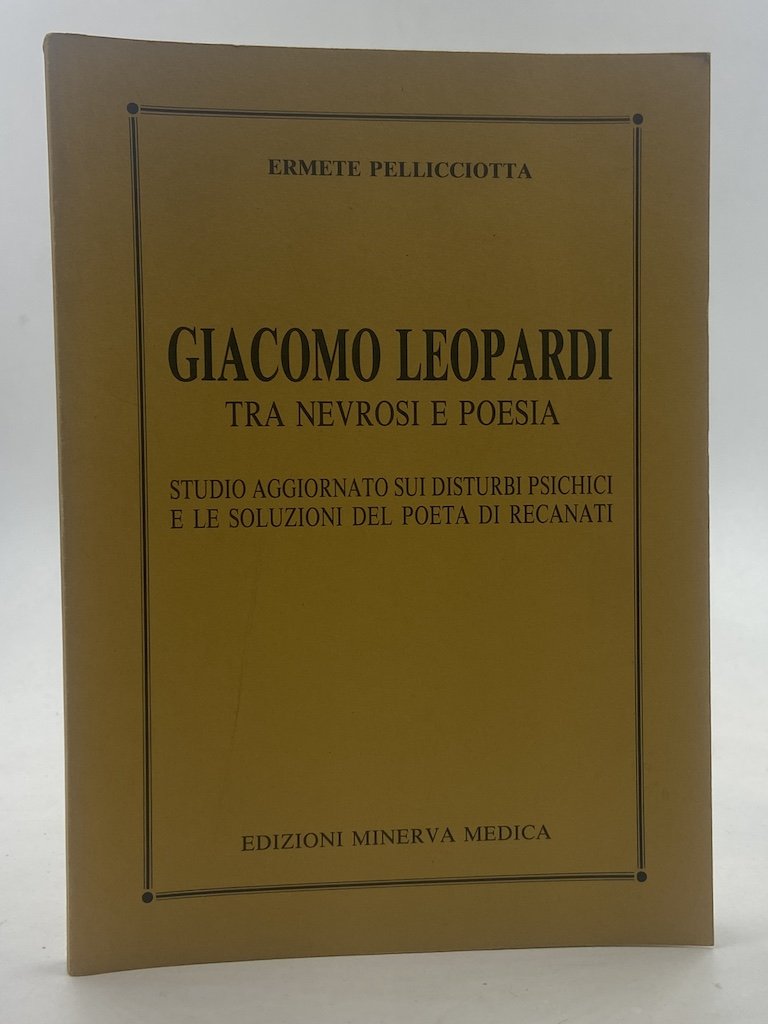 ERMETE PELLICCIOTTA
GIACOMO LEOPARDI
TRA NEVROSI E POESIA
STUDIO AGGIORNATO SUI DISTURBI PSICHICI
E LE SOLUZIONI DEL POETA DI RECANATI
EDIZIONI MINERVA MEDICA